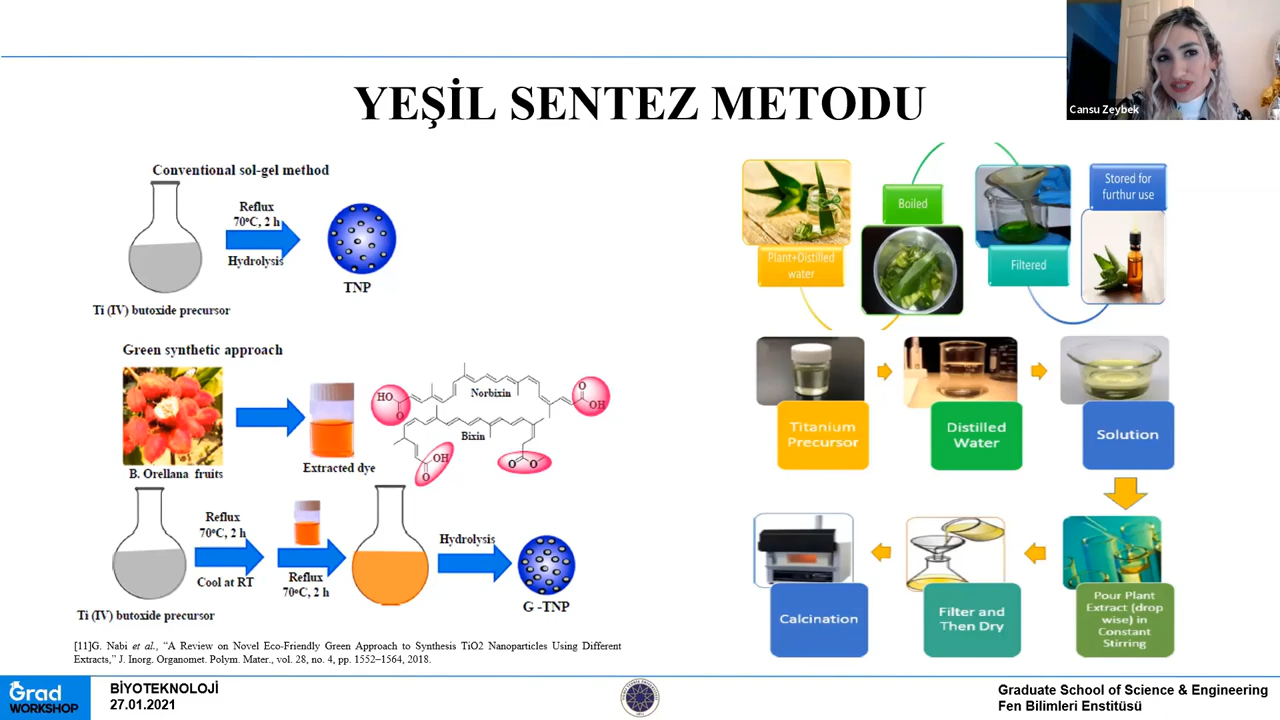 Cansu Zeybek
YEŞİL SENTEZ METODU
Conventional sol-gel method
Reflux
70°C, 2 h
Hydrolysis
TNP
Ti (IV) butoxide precursor
Green synthetic approach
B. Orellana fruits
Extracted dye
HO
O
Norbixin
O
OH
Bixin
OH
O
O
O
Reflux
70°C, 2 h
Cool at RT
Reflux
70°C, 2 h
Hydrolysis
G -TNP
Ti (IV) butoxide precursor
[11]G. Nabi et al., “A Review on Novel Eco-Friendly Green Approach to Synthesis TiO2 Nanoparticles Using Different
Extracts,” J. Inorg. Organomet. Polym. Mater., vol. 28, no. 4, pp. 1552–1564, 2018.
Plant+Distilled
water
Boiled
Filtered
Stored for
furthur use
Titanium
Precursor
Distilled
Water
Solution
Calcination
Filter and
Then Dry
Pour Plant
Extract (drop
wise) in
Constant
Stirring
Grad
WORKSHOP
BİYOTEKNOLOJİ
27.01.2021
Graduate School of Science & Engineering
Fen Bilimleri Enstitüsü